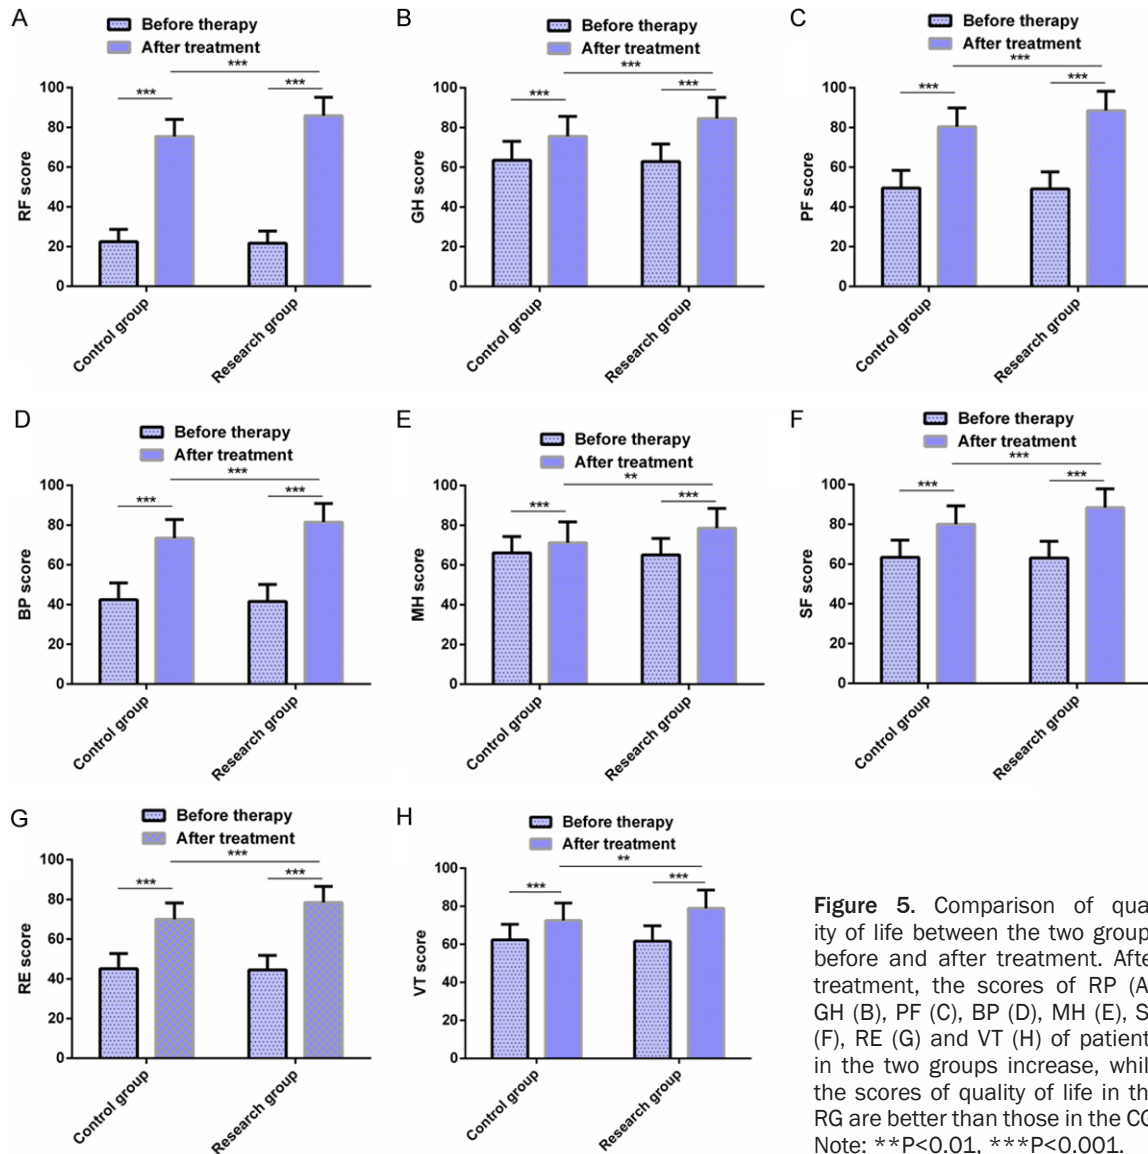 A
Before therapy
After treatment
***
***
***
RF score
100
80
60
40
20
0
Control group
Research group
B
Before therapy
After treatment
***
***
***
GH score
100
80
60
40
20
0
Control group
Research group
C
Before therapy
After treatment
***
***
***
PF score
100
80
60
40
20
0
Control group
Research group
D
Before therapy
After treatment
***
***
***
BP score
100
80
60
40
20
0
Control group
Research group
E
Before therapy
After treatment
**
***
***
MH score
100
80
60
40
20
0
Control group
Research group
F
Before therapy
After treatment
***
***
***
SF score
100
80
60
40
20
0
Control group
Research group
G
Before therapy
After treatment
***
***
***
RE score
100
80
60
40
20
0
Control group
Research group
H
Before therapy
After treatment
**
***
***
VT score
100
80
60
40
20
0
Control group
Research group
Figure 5. Comparison of qual
ity of life between the two group
before and after treatment. Afte
treatment, the scores of RP (A
GH (B), PF (C), BP (D), MH (E), S
(F), RE (G) and VT (H) of patient
in the two groups increase, whil
the scores of quality of life in th
RG are better than those in the CG
Note: **P<0.01, ***P<0.001.